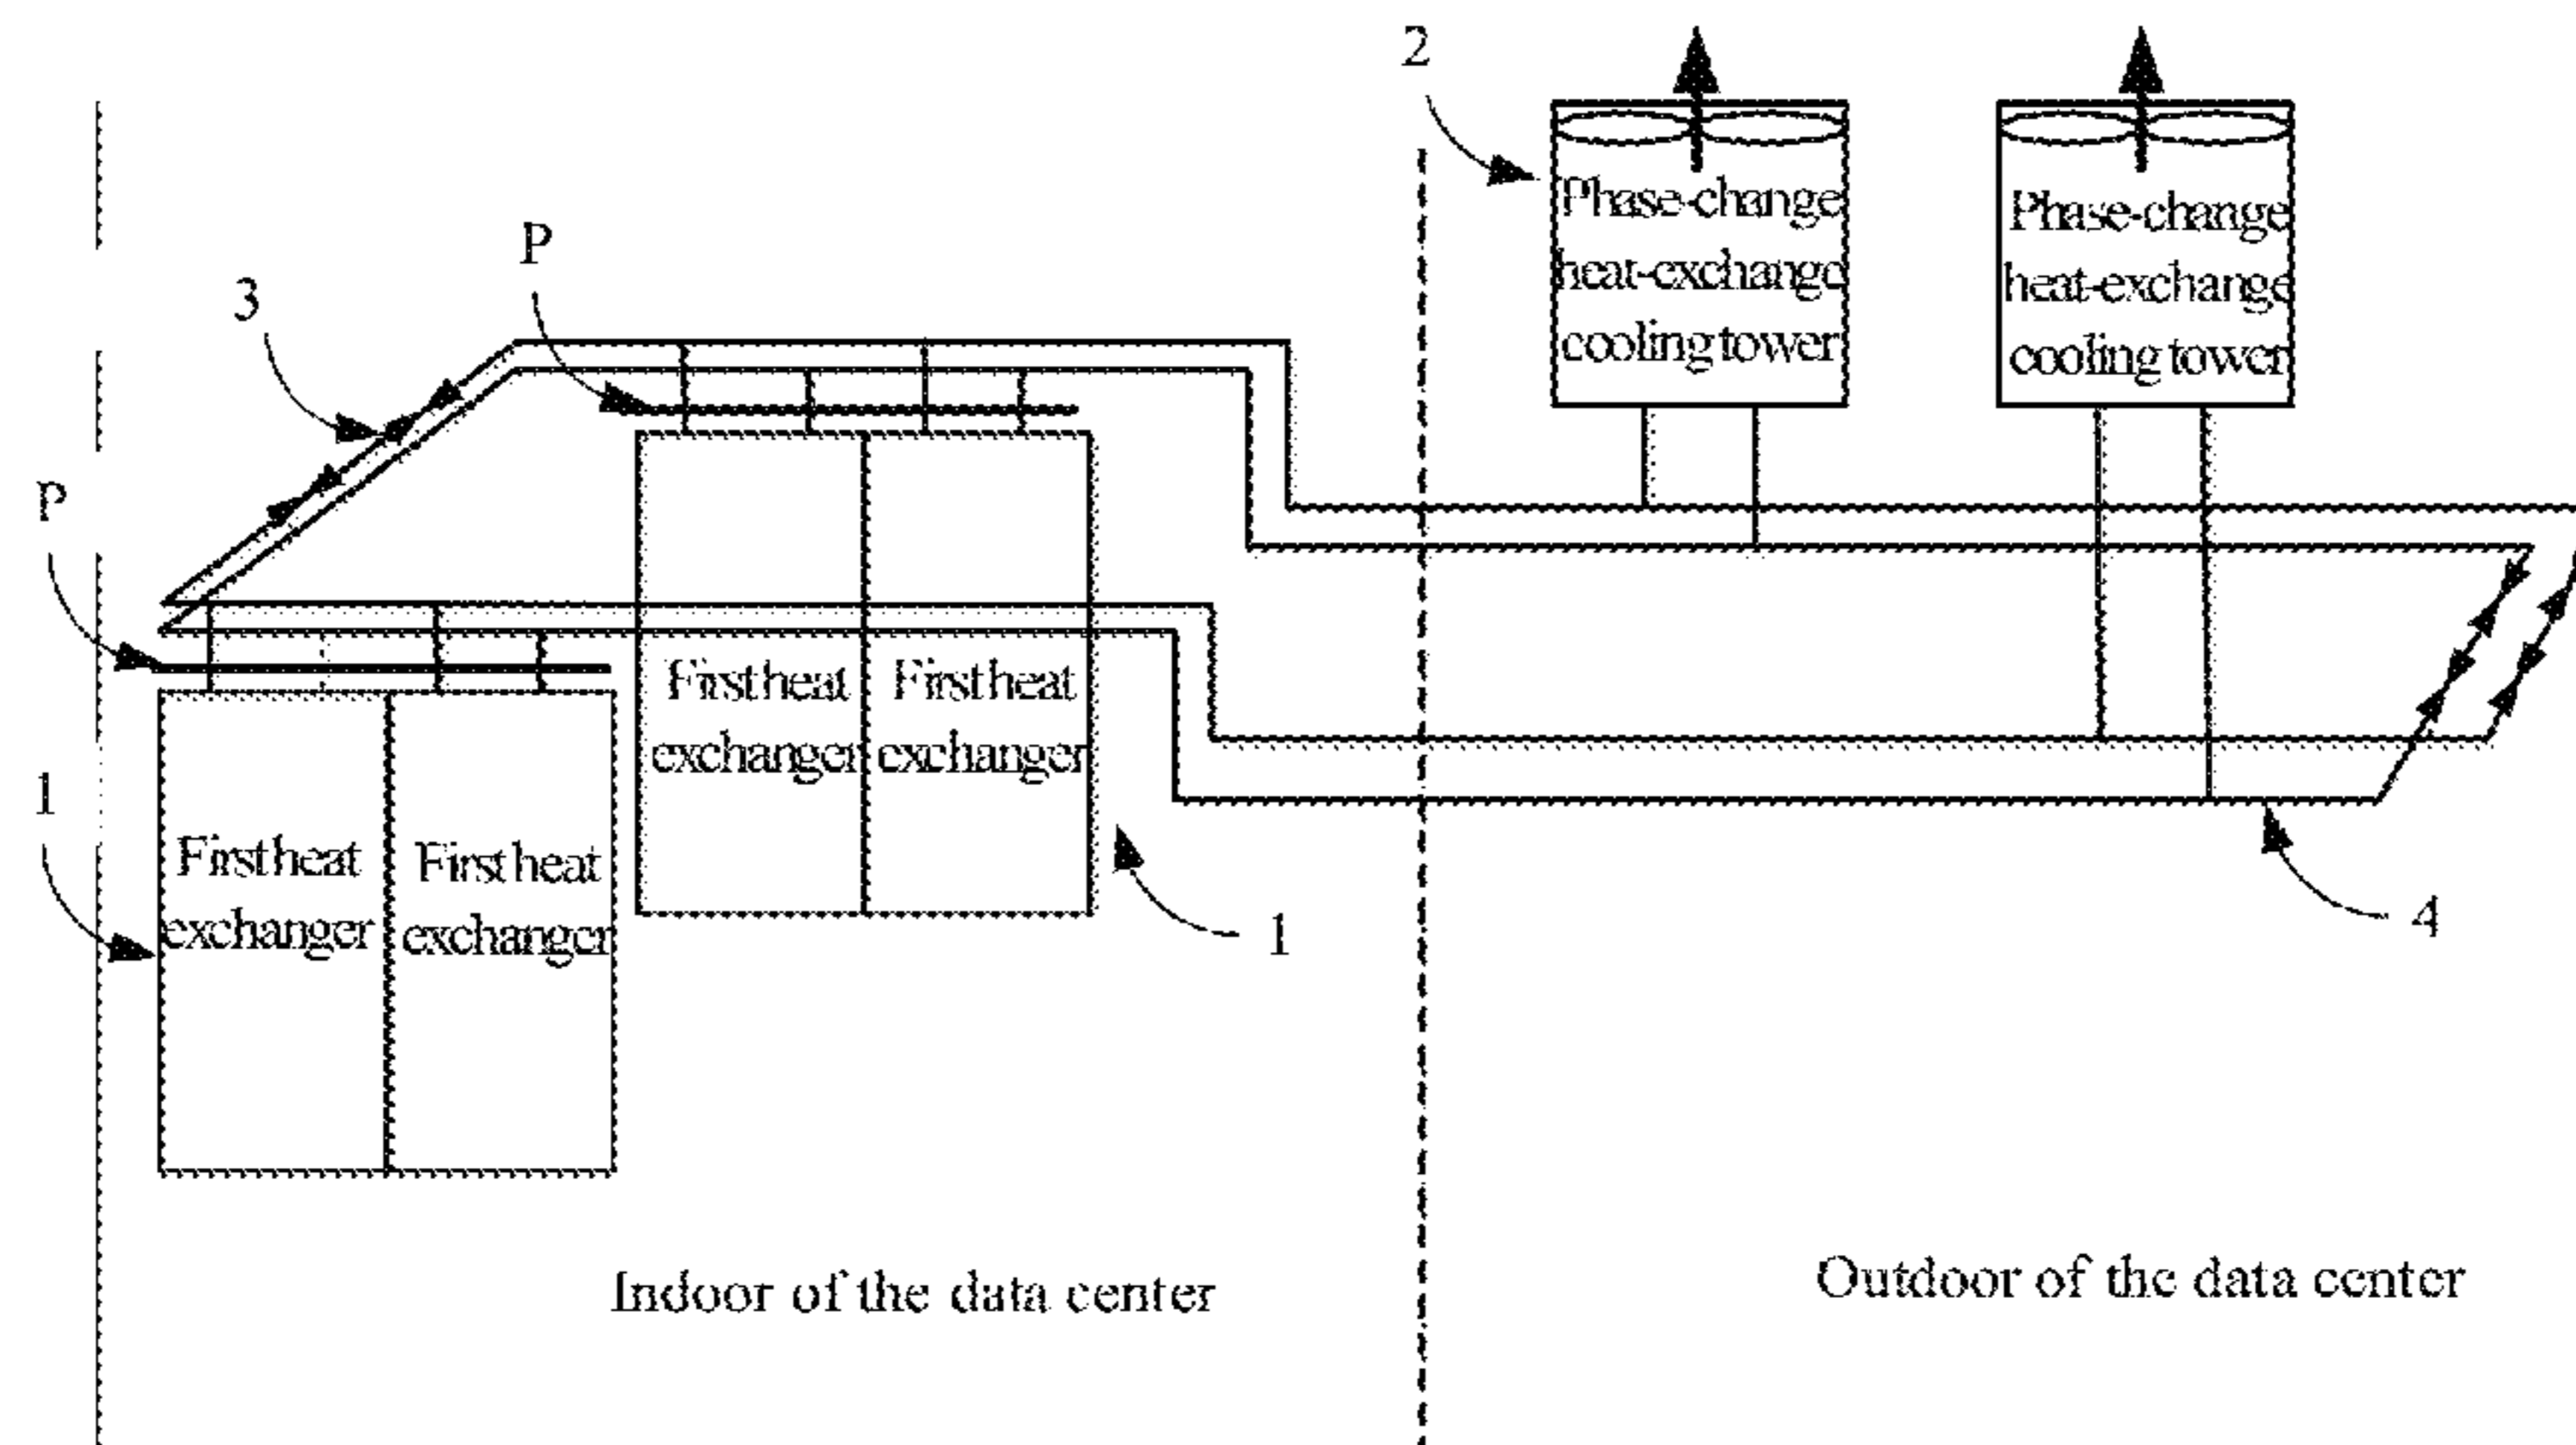 2
Phase-change
heat-exchange
cooling tower
Phase-change
heat-exchange
cooling tower
P
3
P
First heat
exchanger
First heat
exchanger
1
First heat
exchanger
First heat
exchanger
1
4
Indoor of the data center
Outdoor of the data center